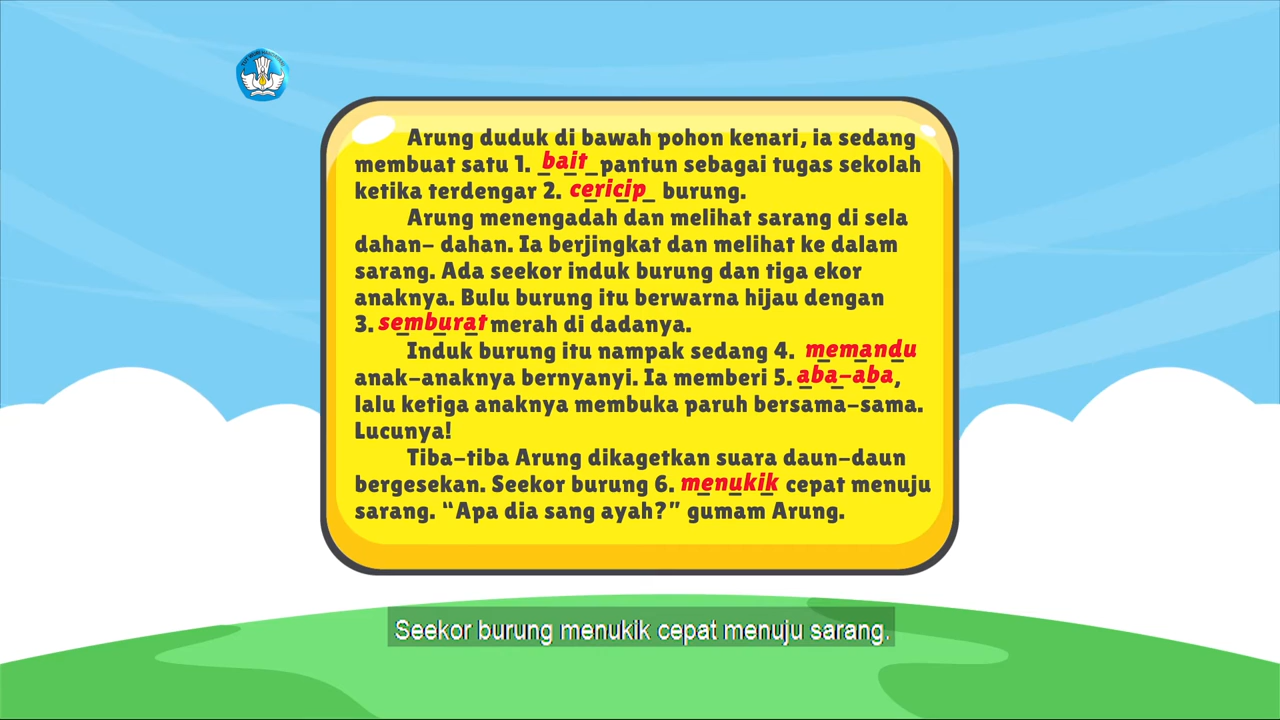 TUT WURI HANDAYANI
Arung duduk di bawah pohon kenari, ia sedang
membuat satu 1. _bait_ pantun sebagai tugas sekolah
ketika terdengar 2. cericip_ burung.
Arung menengadah dan melihat sarang di sela
dahan- dahan. Ia berjingkat dan melihat ke dalam
sarang. Ada seekor induk burung dan tiga ekor
anaknya. Bulu burung itu berwarna hijau dengan
3. semburat merah di dadanya.
Induk burung itu nampak sedang 4. memandu
anak-anaknya bernyanyi. Ia memberi 5. aba-aba,
lalu ketiga anaknya membuka paruh bersama-sama.
Lucunya!
Tiba-tiba Arung dikagetkan suara daun-daun
bergesekan. Seekor burung 6. menukik cepat menuju
sarang. “Apa dia sang ayah?” gumam Arung.
Seekor burung menukik cepat menuju sarang.